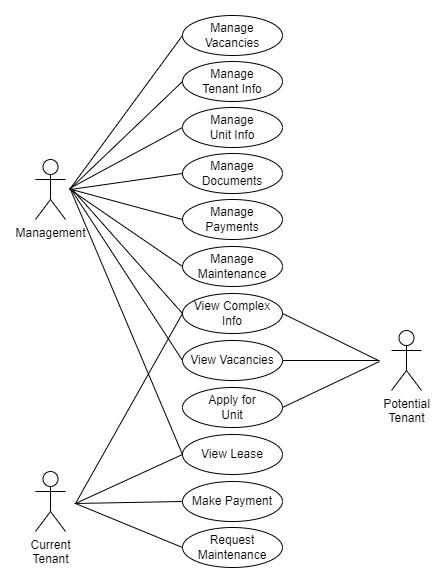 Manage
Vacancies
Manage
Tenant Info
Manage
Unit Info
Manage
Documents
Management
Manage
Payments
Manage
Maintenance
View Complex
Info
View Vacancies
Apply for
Unit
Potential
Tenant
View Lease
Make Payment
Current
Tenant
Request
Maintenance